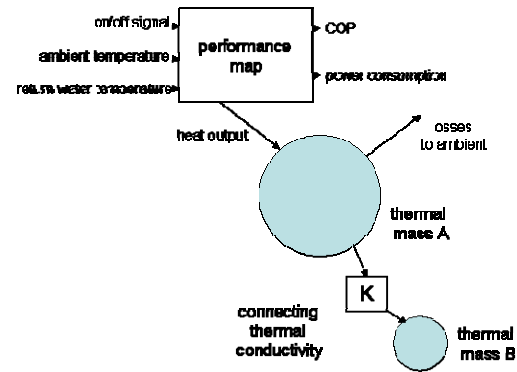 on/off signal
ambient temperature
return water temperature
performance
map
COP
power consumption
heat output
losses
to ambient
thermal
mass A
K
connecting
thermal
conductivity
thermal
mass B